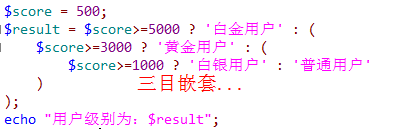 $score = 500;
$result = $score>=5000 ? '白金用户' : (
    $score>=3000 ? '黄金用户' : (
        $score>=1000 ? '白银用户' : '普通用户'
    )    三目嵌套...
);
echo "用户级别为：$result";